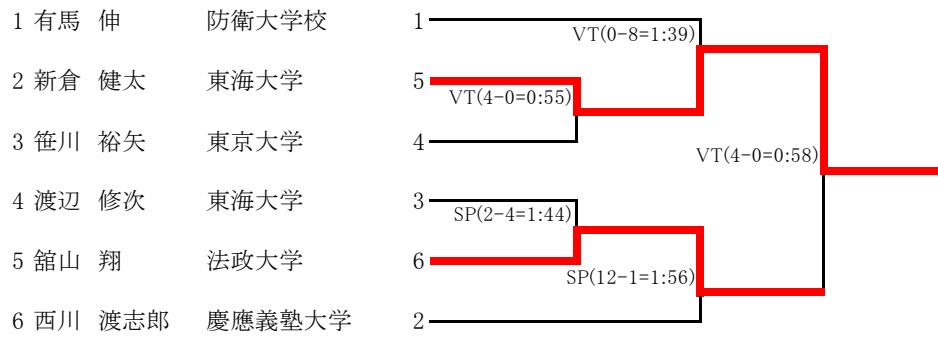 1 有馬 伸 防衛大学校 1
VT(0-8=1:39)
2 新倉 健太 東海大学 5
VT(4-0=0:55)
3 笹川 裕矢 東京大学 4
VT(4-0=0:58)
4 渡辺 修次 東海大学 3
SP(2-4=1:44)
5 舘山 翔 法政大学 6
SP(12-1=1:56)
6 西川 渡志郎 慶應義塾大学 2